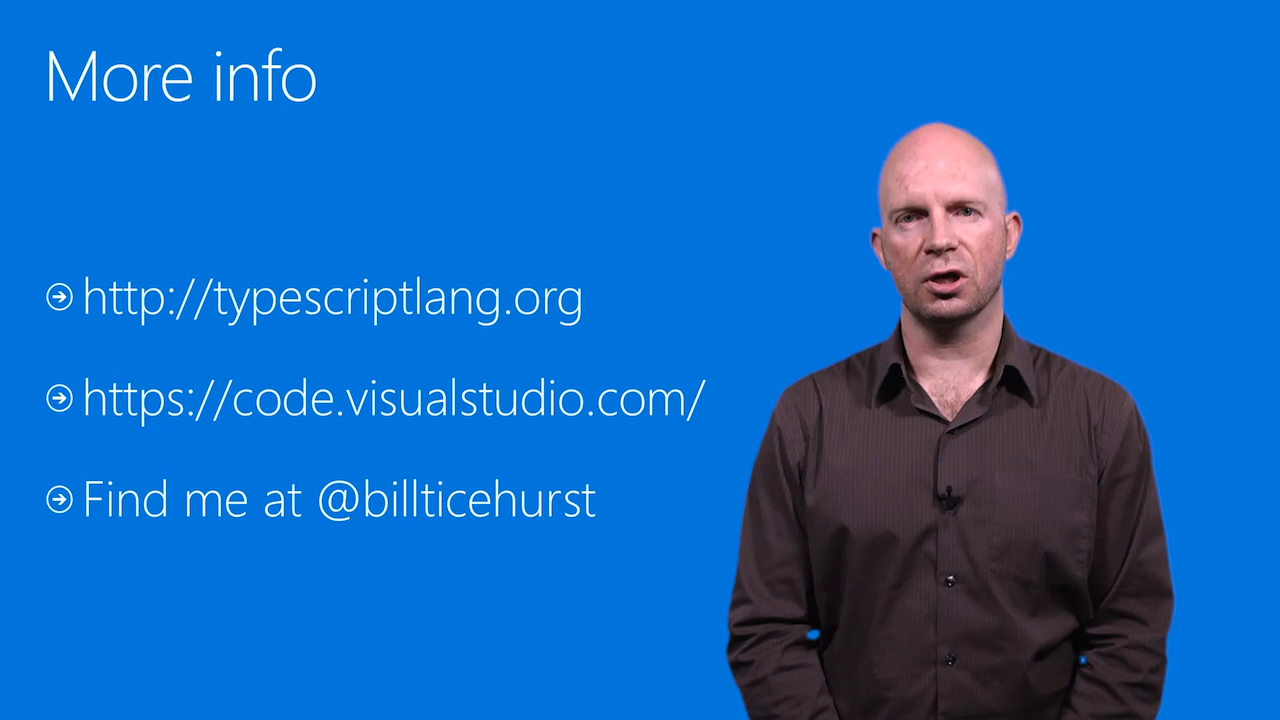 More info
http://typescriptlang.org
https://code.visualstudio.com/
Find me at @billticehurst